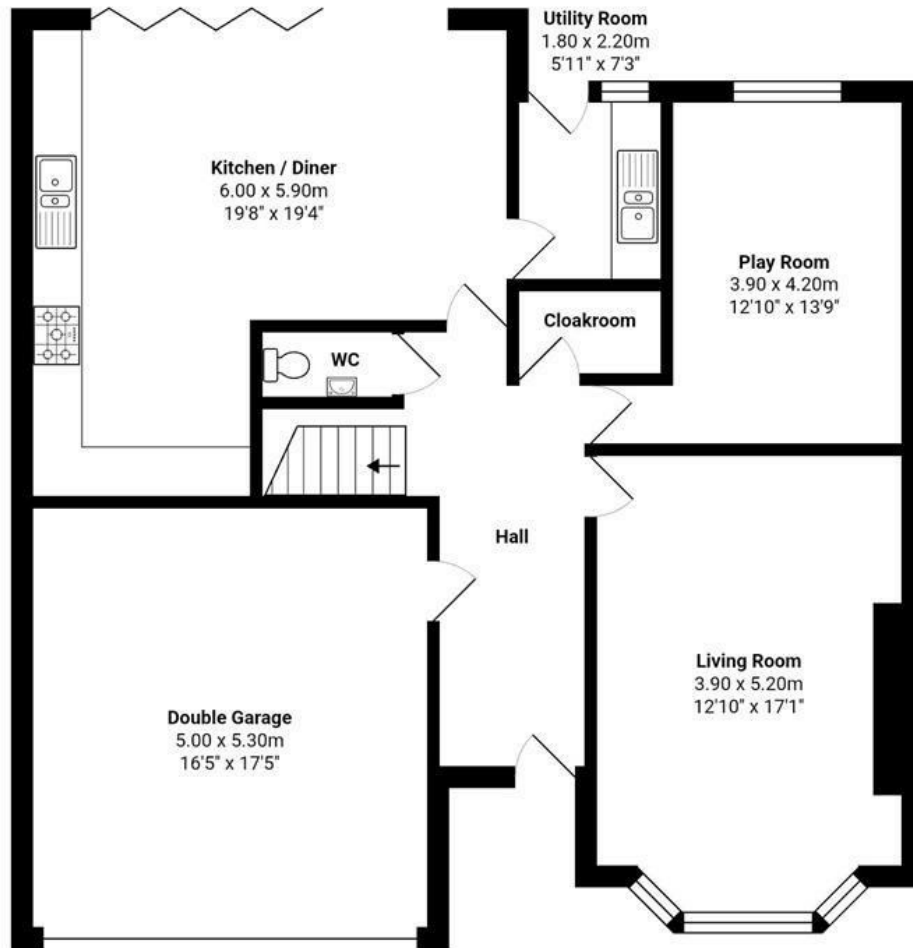 Utility Room
1.80 x 2.20m
5'11" x 7'3"
Kitchen / Diner
6.00 x 5.90m
19'8" x 19'4"
Play Room
3.90 x 4.20m
12'10" x 13'9"
Cloakroom
WC
Hall
Living Room
3.90 x 5.20m
12'10" x 17'1"
Double Garage
5.00 x 5.30m
16'5" x 17'5"